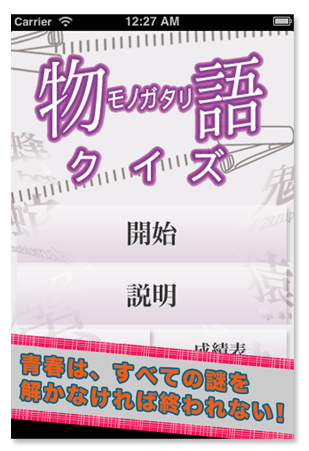 Carrier 12:27 AM
物モノガタリ語
クイズ
開始
説明
成績表
青春は、すべての謎を
解かなければ終われない!